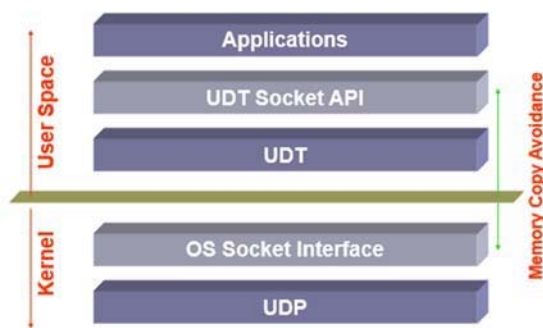 Applications
UDT Socket API
UDT
OS Socket Interface
UDP
User Space
Kernel
Memory Copy Avoidance